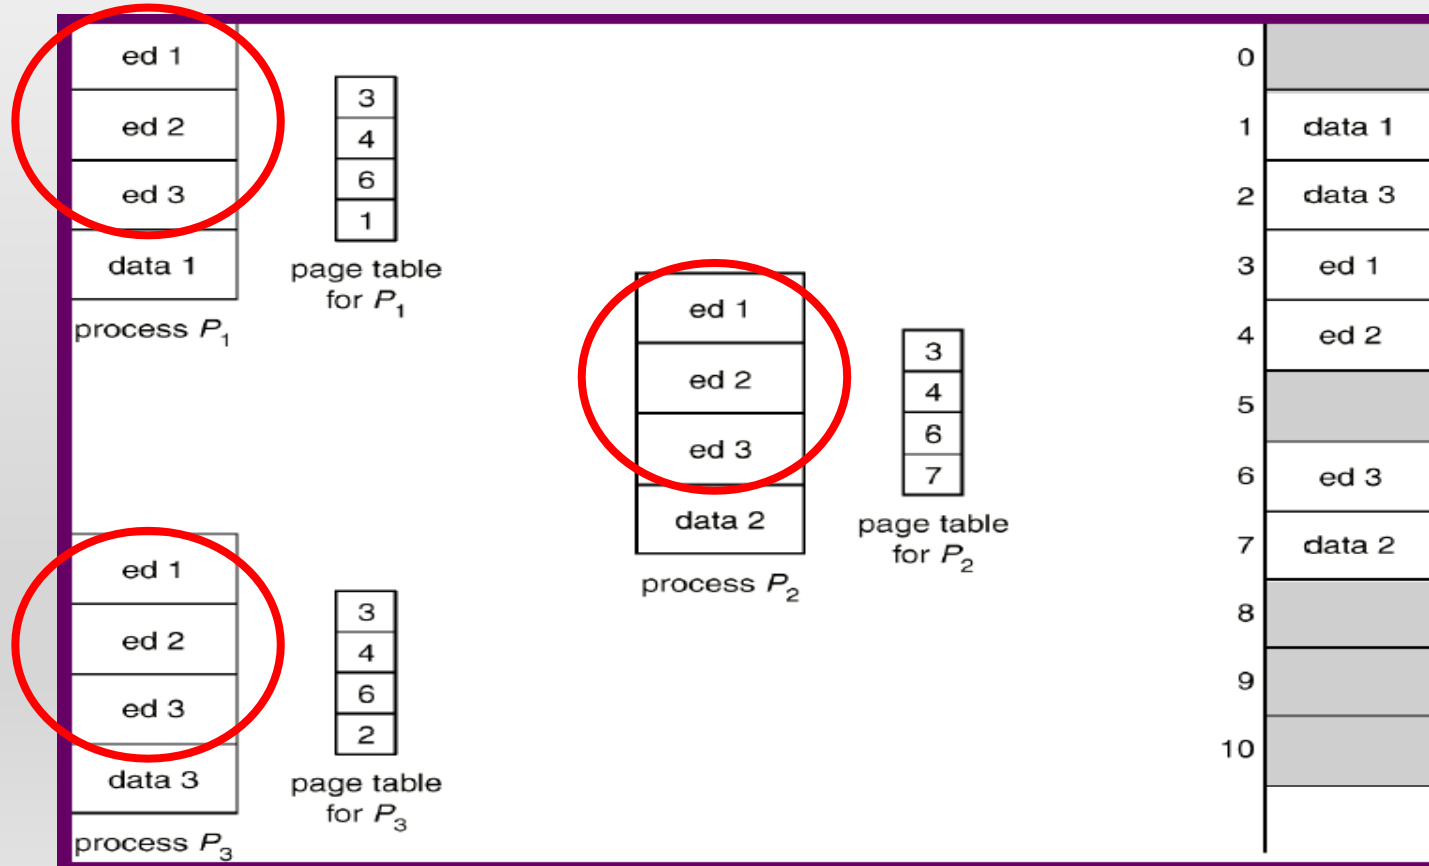 ed 1
ed 2
ed 3
data 1
process P1
3
4
6
1
page table
for P1
ed 1
ed 2
ed 3
data 2
process P2
3
4
6
7
page table
for P2
ed 1
ed 2
ed 3
data 3
process P3
3
4
6
2
page table
for P3
0
1 data 1
2 data 3
3 ed 1
4 ed 2
5
6 ed 3
7 data 2
8
9
10